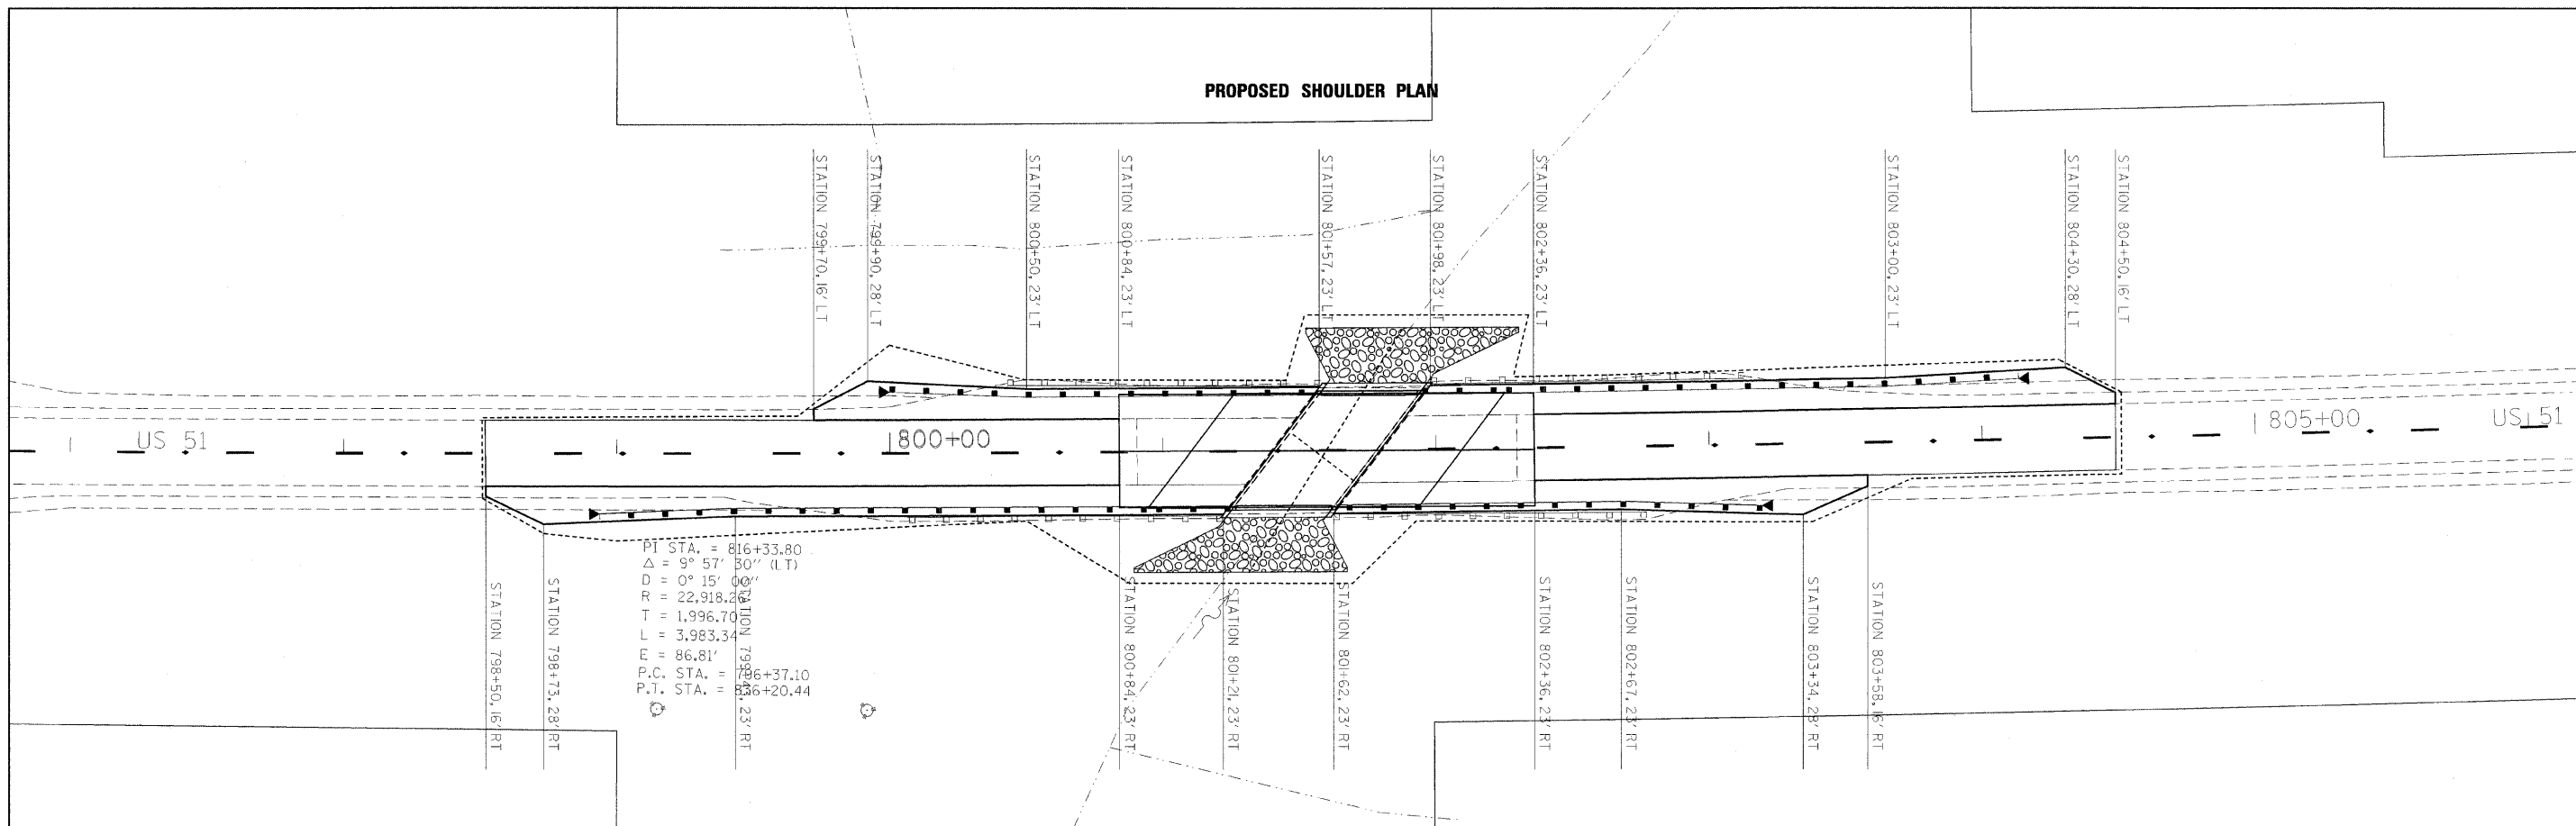 PROPOSED SHOULDER PLAN
STATION 799+70, 16' LT
STATION 799+90, 28' LT
STATION 800+50, 23' LT
STATION 800+84, 23' LT
STATION 801+57, 23' LT
STATION 801+98, 23' LT
STATION 802+36, 23' LT
STATION 803+00, 23' LT
STATION 804+30, 28' LT
STATION 804+50, 16' LT
US 51
800+00
805+00
US 51
PI STA. = 816+33.80
Δ = 9° 57' 30'' (LT)
D = 0° 15' 00''
R = 22,918.26'
T = 1,996.70'
L = 3,983.34'
E = 86.81'
P.C. STA. = 796+37.10
P.T. STA. = 836+20.44
STATION 798+50, 16' RT
STATION 798+73, 28' RT
STATION 23' RT
STATION 800+84, 23' RT
STATION 801+21, 23' RT
STATION 801+62, 23' RT
STATION 802+36, 23' RT
STATION 802+67, 23' RT
STATION 803+34, 28' RT
STATION 803+58, 16' RT